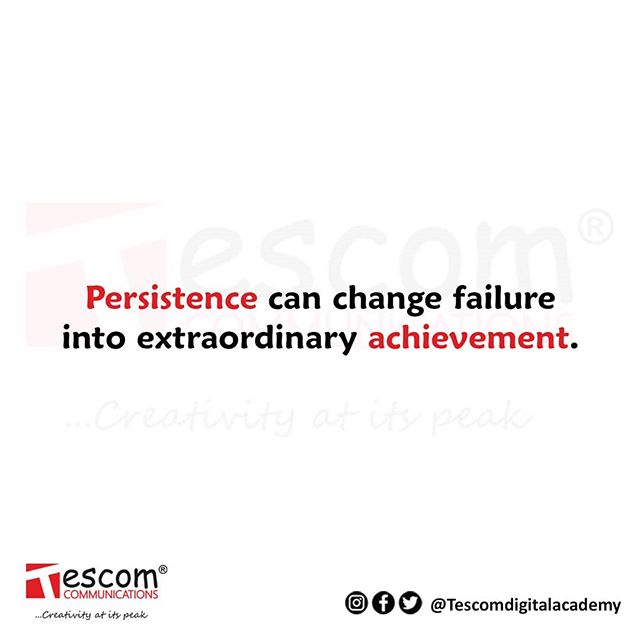 Tescom®
COMMUNICATIONS
Persistence can change failure
into extraordinary achievement.
...Creativity at its peak
Tescom®
COMMUNICATIONS
...Creativity at its peak
@Tescomdigitalacademy